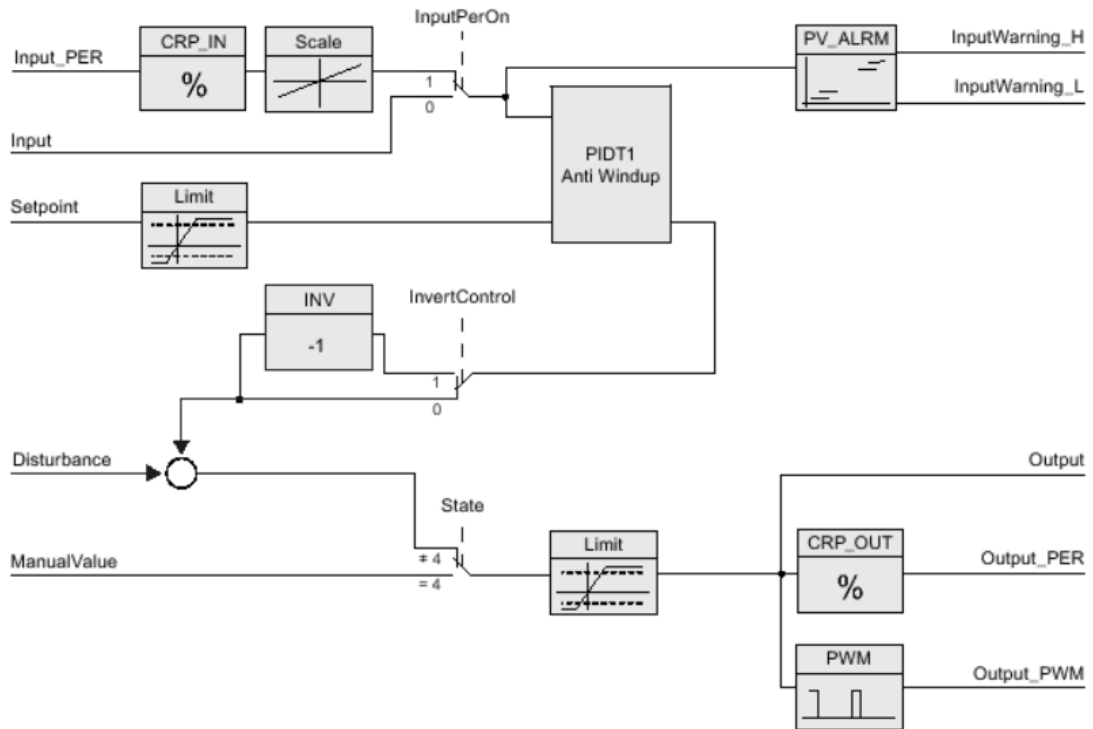 InputPerOn
CRP_IN
Scale
PV_ALRM
InputWarning_H
Input_PER
%
1
0
InputWarning_L
Input
PIDT1
Anti Windup
Limit
Setpoint
INV
InvertControl
-1
1
0
Disturbance
Output
State
Limit
CRP_OUT
ManualValue
≠ 4
= 4
%
Output_PER
PWM
Output_PWM